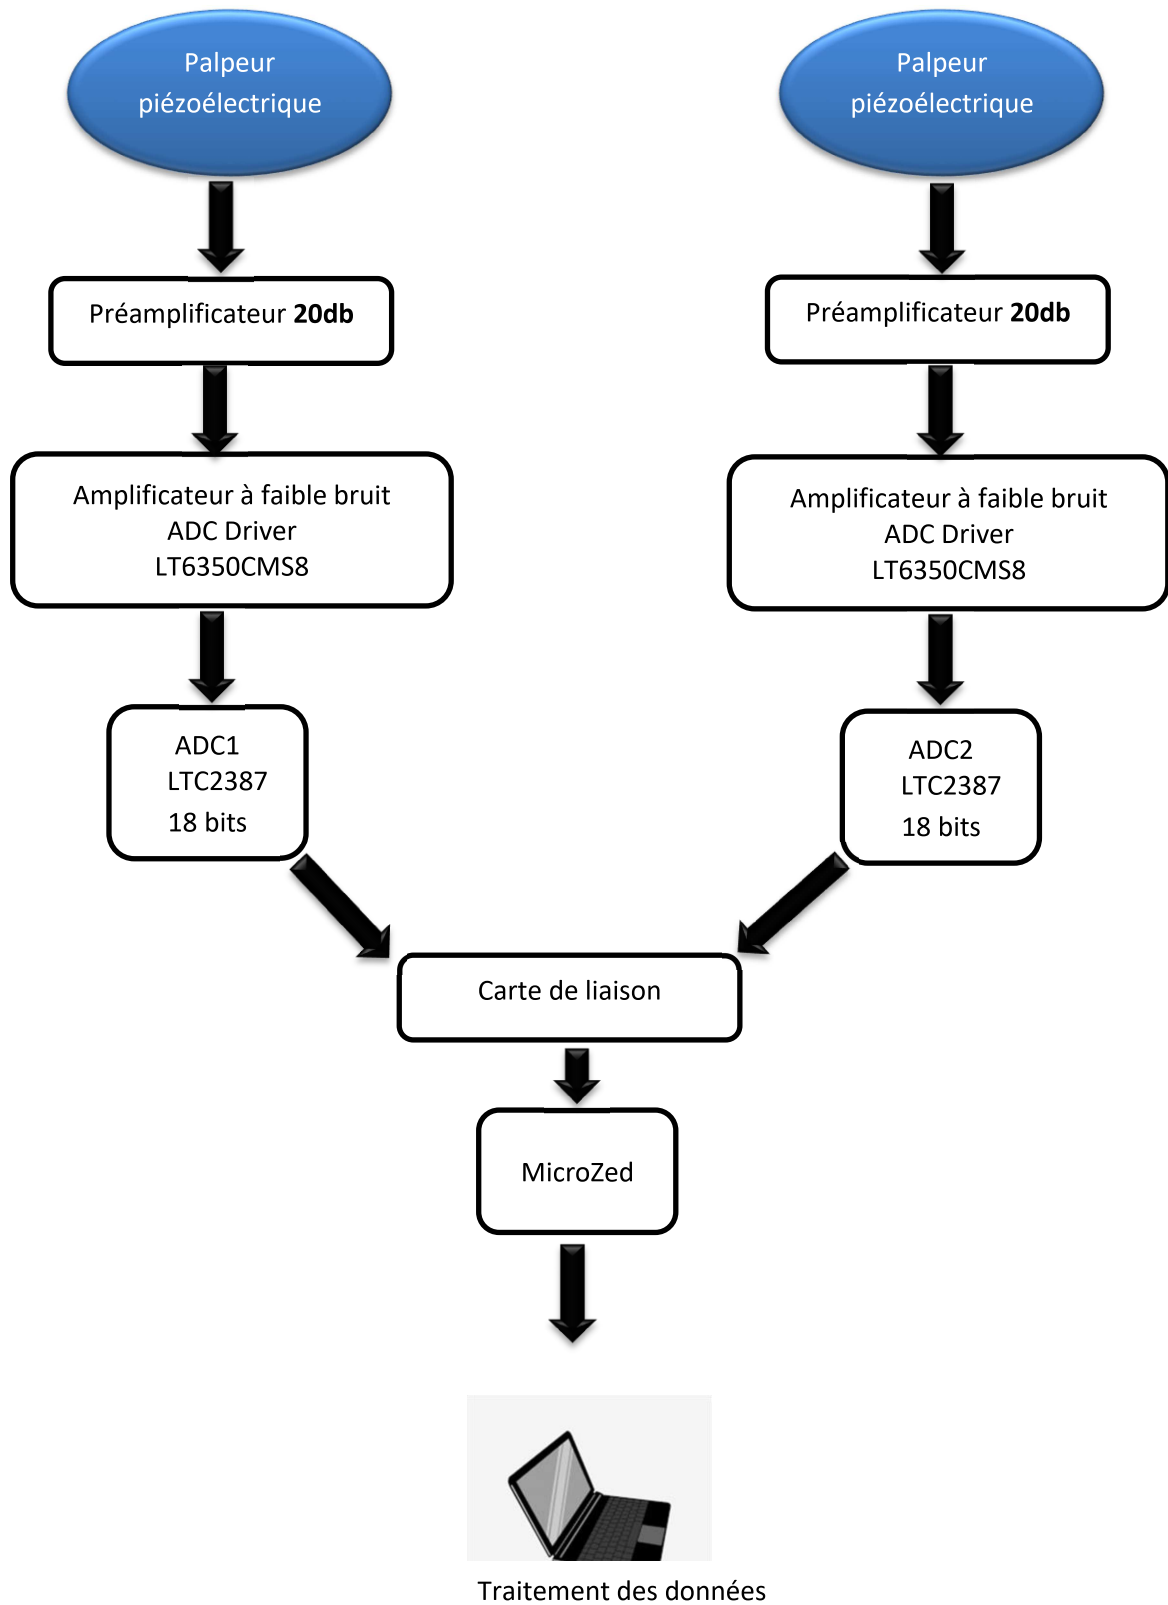 Palpeur
piézoélectrique
Palpeur
piézoélectrique
Préamplificateur 20db
Préamplificateur 20db
Amplificateur à faible bruit
ADC Driver
LT6350CMS8
Amplificateur à faible bruit
ADC Driver
LT6350CMS8
ADC1
LTC2387
18 bits
ADC2
LTC2387
18 bits
Carte de liaison
MicroZed
Traitement des données